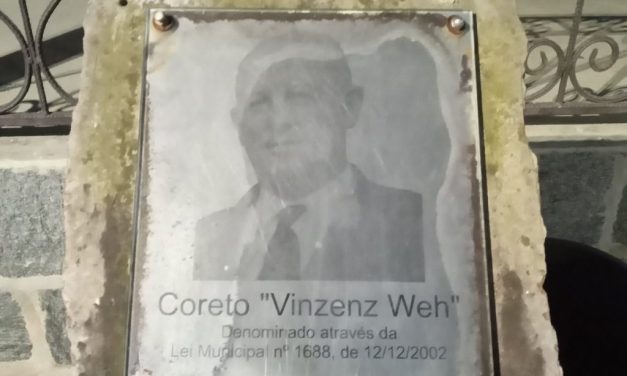 Coreto "Vinzenz Weh"
Denominado através da
Lei Municipal nº 1688, de 12/12/2002